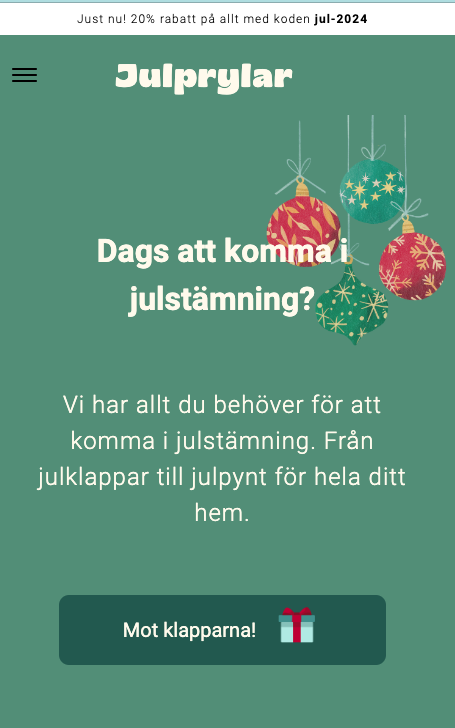 Just nu! 20% rabatt på allt med koden jul-2024
Julprylar
Dags att komma i
julstämning?
Vi har allt du behöver för att
komma i julstämning. Från
julklappar till julpynt för hela ditt
hem.
Mot klapparna!